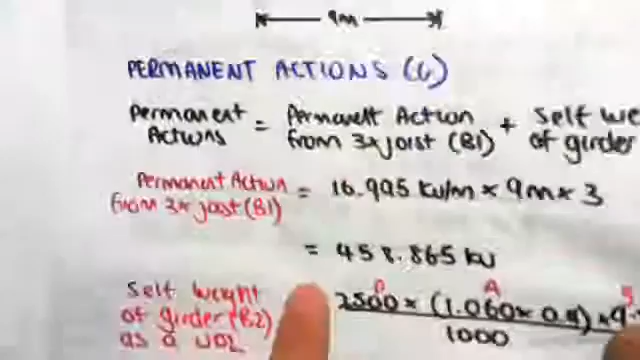 9m
PERMANENT ACTIONS (G)
Permanent Actions = Permanent Action from 3x joist (B1) + Self We
of girder
Permanent Action from 3x joist (B1) = 16.995 kN/m × 9m × 3
= 458.865 kN
Self Weight of girder (B2) as a UDL
ρ A g
2500 × (1.060×0.4) × 9.
1000